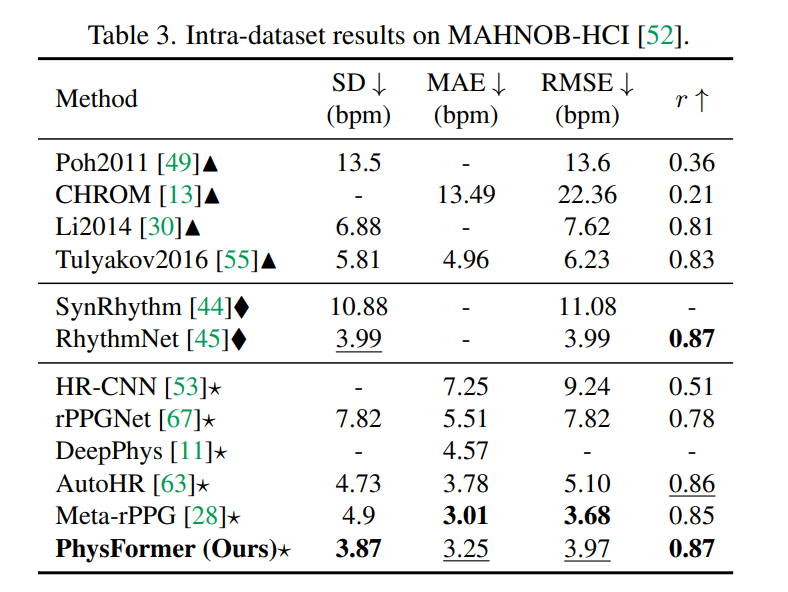 Table 3. Intra-dataset results on MAHNOB-HCI [52].
Method SD ↓ (bpm) MAE ↓ (bpm) RMSE ↓ (bpm) r ↑
Poh2011 [49]▲ 13.5 - 13.6 0.36
CHROM [13]▲ - 13.49 22.36 0.21
Li2014 [30]▲ 6.88 - 7.62 0.81
Tulyakov2016 [55]▲ 5.81 4.96 6.23 0.83
SynRhythm [44]♦ 10.88 - 11.08 -
RhythmNet [45]♦ 3.99 - 3.99 0.87
HR-CNN [53]⋆ - 7.25 9.24 0.51
rPPGNet [67]⋆ 7.82 5.51 7.82 0.78
DeepPhys [11]⋆ - 4.57 - -
AutoHR [63]⋆ 4.73 3.78 5.10 0.86
Meta-rPPG [28]⋆ 4.9 3.01 3.68 0.85
PhysFormer (Ours)⋆ 3.87 3.25 3.97 0.87